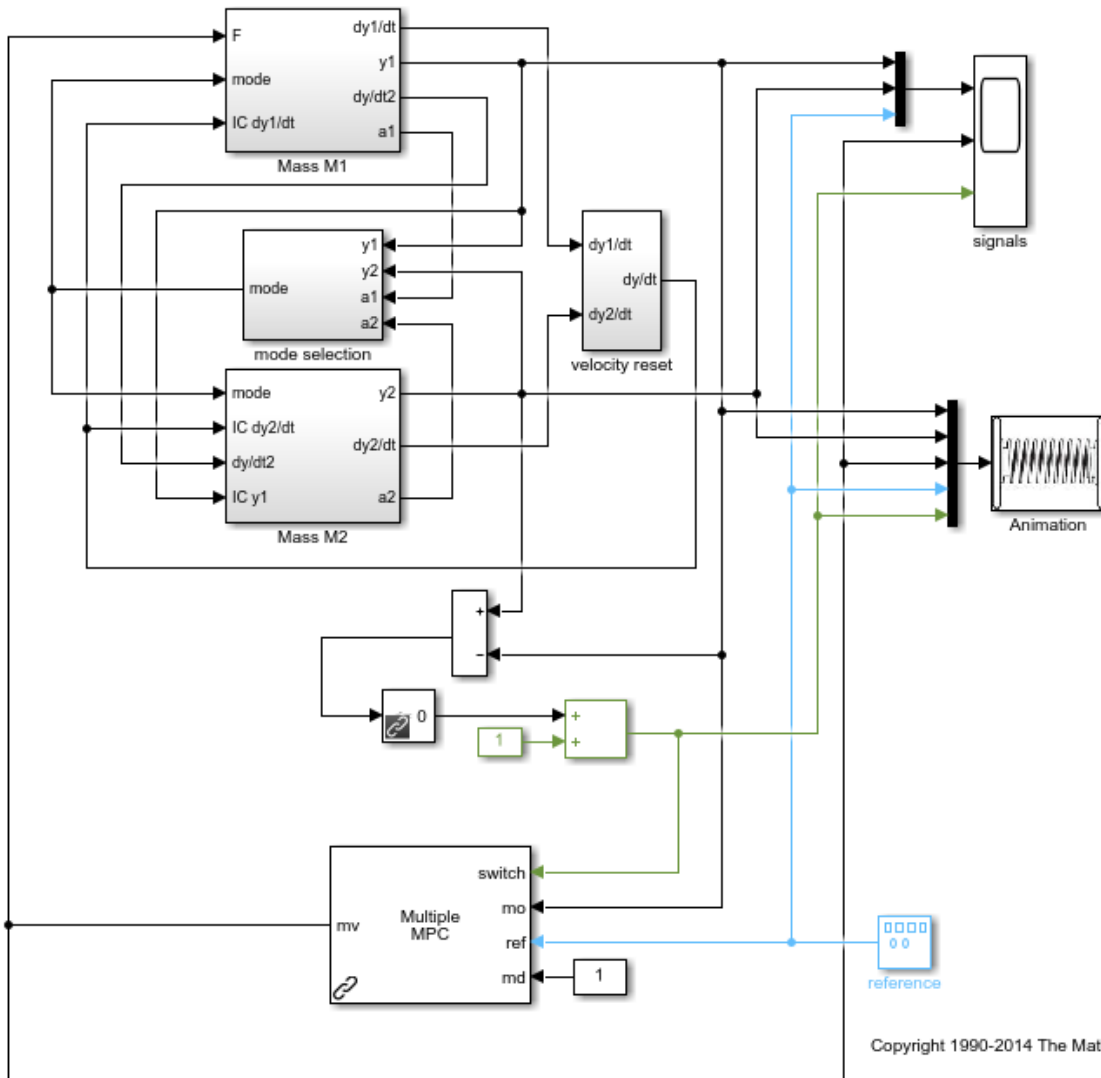 F
mode
IC dy1/dt
dy1/dt
y1
dy/dt2
a1
Mass M1
mode
y1
y2
a1
a2
mode selection
dy1/dt
dy2/dt
dy/dt
velocity reset
signals
mode
IC dy2/dt
dy/dt2
IC y1
y2
dy2/dt
a2
Mass M2
Animation
+
−
0
1
+
+
mv
Multiple
MPC
switch
mo
ref
md
1
0 0
reference
Copyright 1990-2014 The Mat